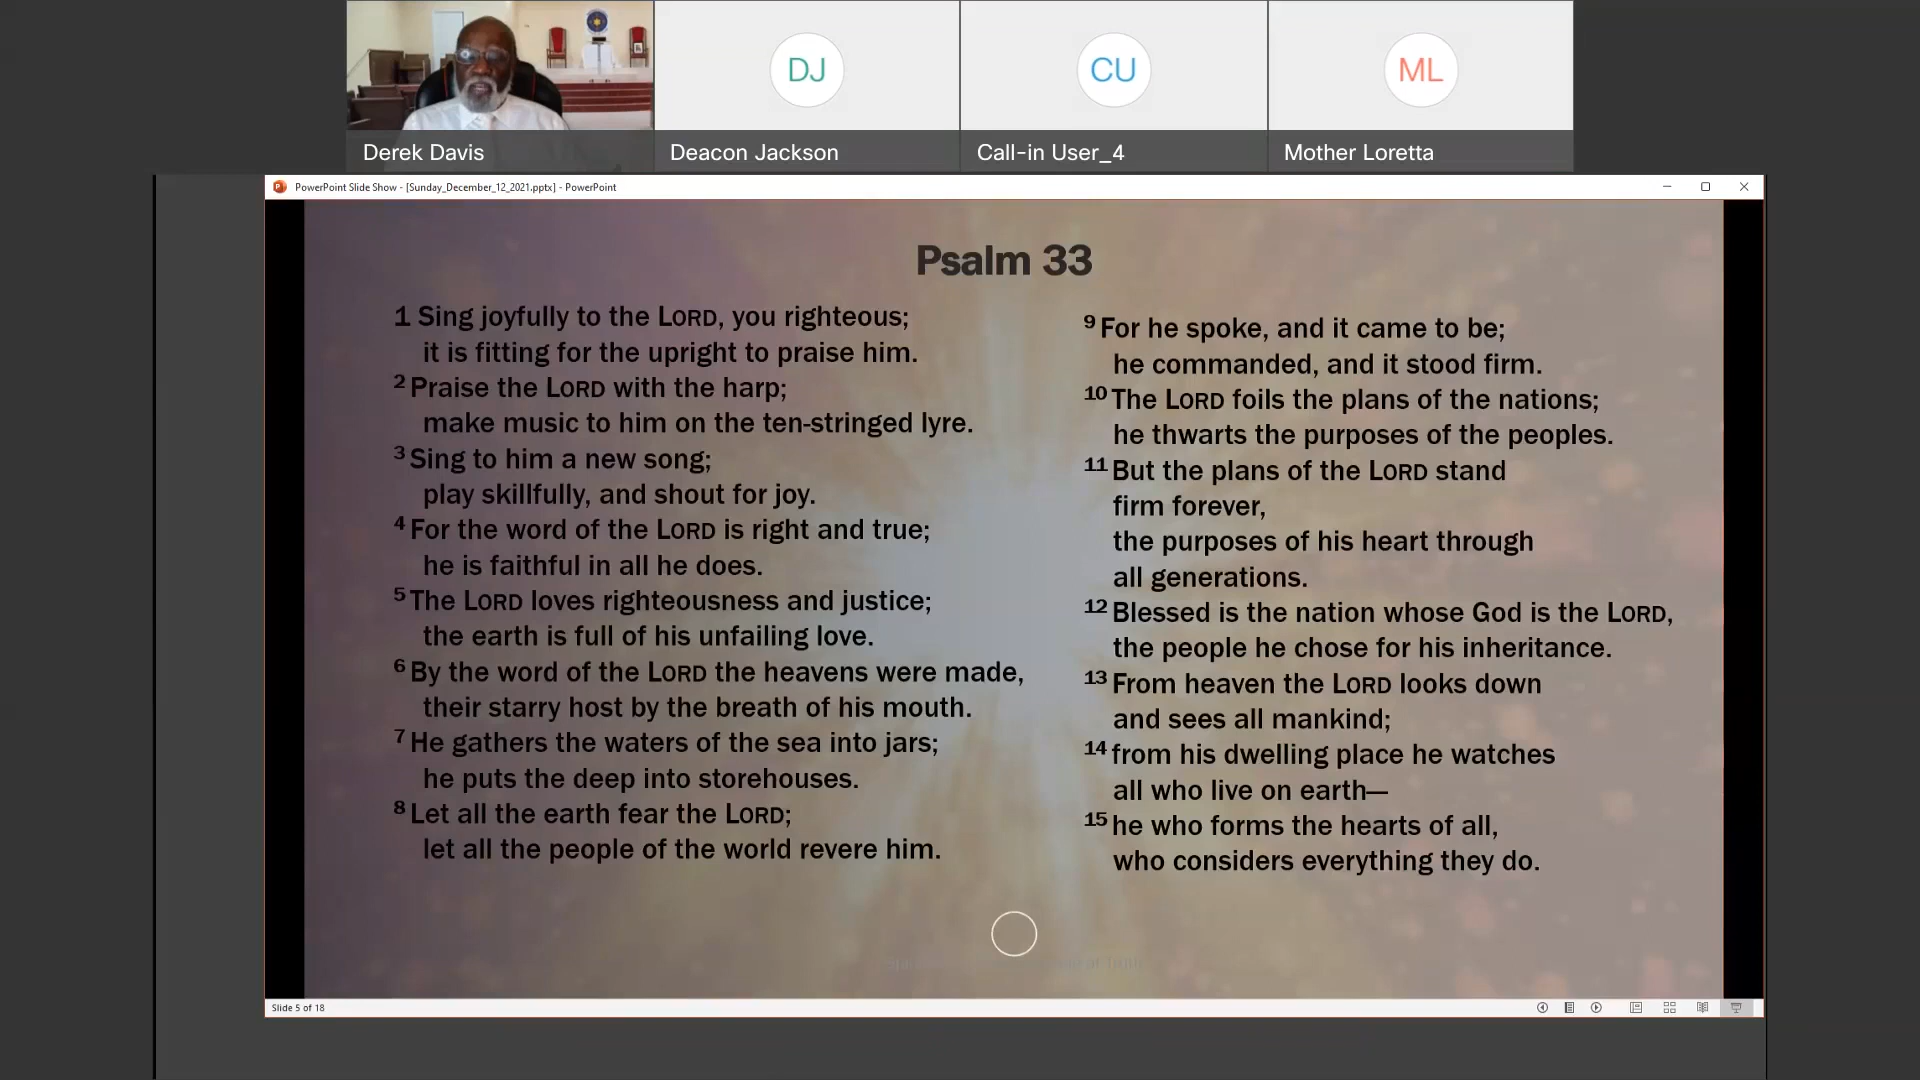 DJ
CU
ML
Derek Davis
Deacon Jackson
Call-in User_4
Mother Loretta
PowerPoint Slide Show - [Sunday_December_12_2021.pptx] - PowerPoint
Psalm 33
1 Sing joyfully to the LORD, you righteous;
it is fitting for the upright to praise him.
2 Praise the LORD with the harp;
make music to him on the ten-stringed lyre.
3 Sing to him a new song;
play skillfully, and shout for joy.
4 For the word of the LORD is right and true;
he is faithful in all he does.
5 The LORD loves righteousness and justice;
the earth is full of his unfailing love.
6 By the word of the LORD the heavens were made,
their starry host by the breath of his mouth.
7 He gathers the waters of the sea into jars;
he puts the deep into storehouses.
8 Let all the earth fear the LORD;
let all the people of the world revere him.
9 For he spoke, and it came to be;
he commanded, and it stood firm.
10 The LORD foils the plans of the nations;
he thwarts the purposes of the peoples.
11 But the plans of the LORD stand
firm forever,
the purposes of his heart through
all generations.
12 Blessed is the nation whose God is the LORD,
the people he chose for his inheritance.
13 From heaven the LORD looks down
and sees all mankind;
14 from his dwelling place he watches
all who live on earth—
15 he who forms the hearts of all,
who considers everything they do.
Slide 5 of 18